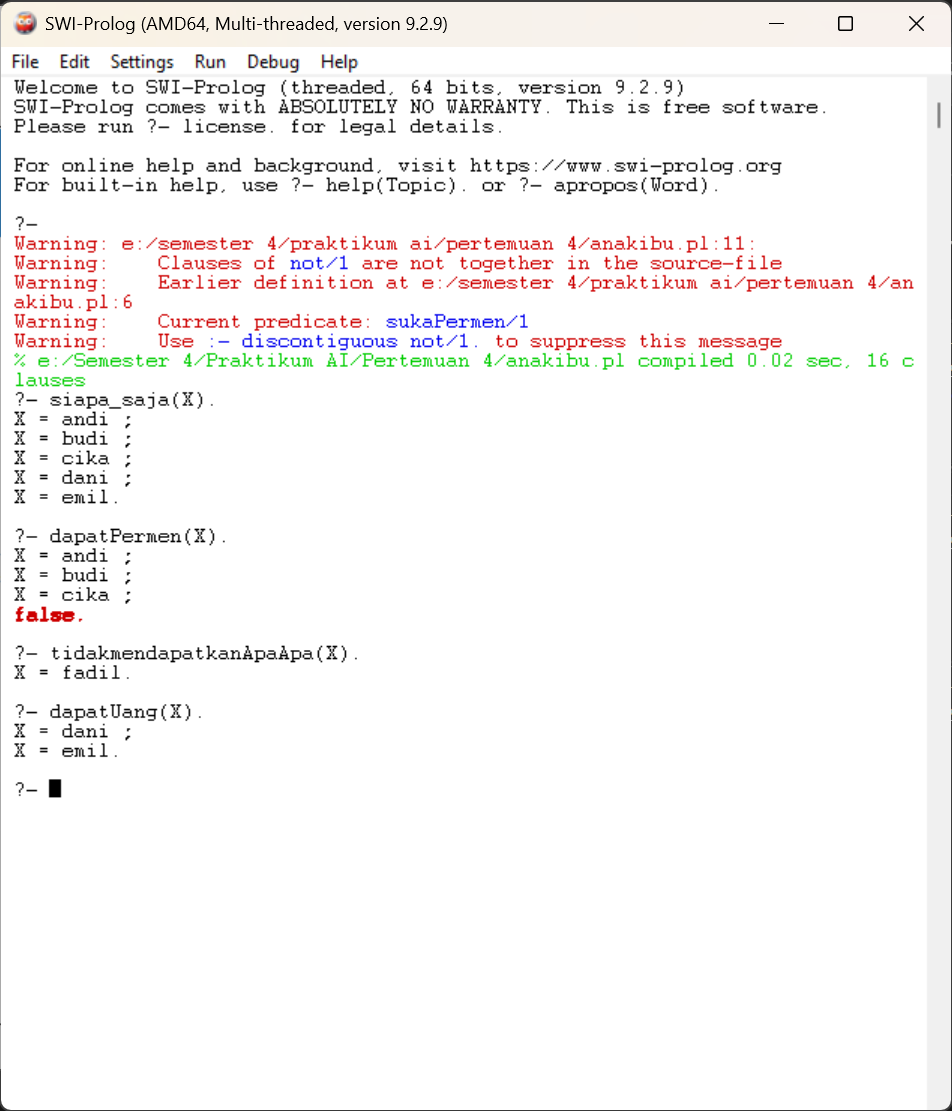 SWI-Prolog (AMD64, Multi-threaded, version 9.2.9)
File Edit Settings Run Debug Help
Welcome to SWI-Prolog (threaded, 64 bits, version 9.2.9)
SWI-Prolog comes with ABSOLUTELY NO WARRANTY. This is free software.
Please run ?- license. for legal details.
For online help and background, visit https://www.swi-prolog.org
For built-in help, use ?- help(Topic). or ?- apropos(Word).
?-
Warning: e:/semester 4/praktikum ai/pertemuan 4/anakibu.pl:11:
Warning:    Clauses of not/1 are not together in the source-file
Warning:    Earlier definition at e:/semester 4/praktikum ai/pertemuan 4/an
akibu.pl:6
Warning:    Current predicate: sukaPermen/1
Warning:    Use :- discontiguous not/1. to suppress this message
% e:/Semester 4/Praktikum AI/Pertemuan 4/anakibu.pl compiled 0.02 sec, 16 c
lauses
?- siapa_saja(X).
X = andi ;
X = budi ;
X = cika ;
X = dani ;
X = emil.
?- dapatPermen(X).
X = andi ;
X = budi ;
X = cika ;
false.
?- tidakmendapatkanApaApa(X).
X = fadil.
?- dapatUang(X).
X = dani ;
X = emil.
?-